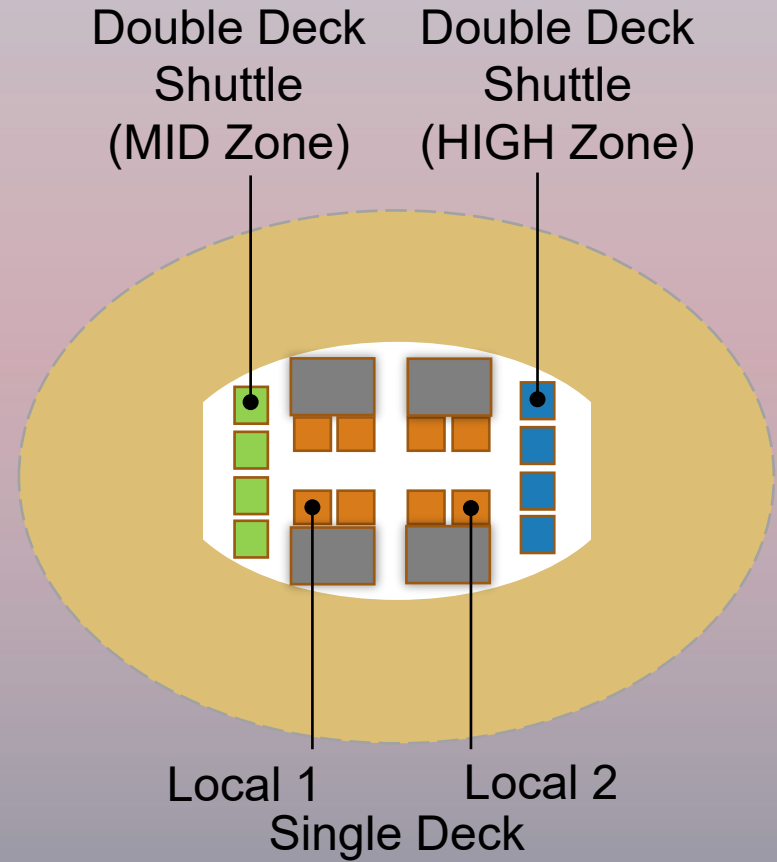 Double Deck
Shuttle
(MID Zone)
Double Deck
Shuttle
(HIGH Zone)
Local 1
Local 2
Single Deck